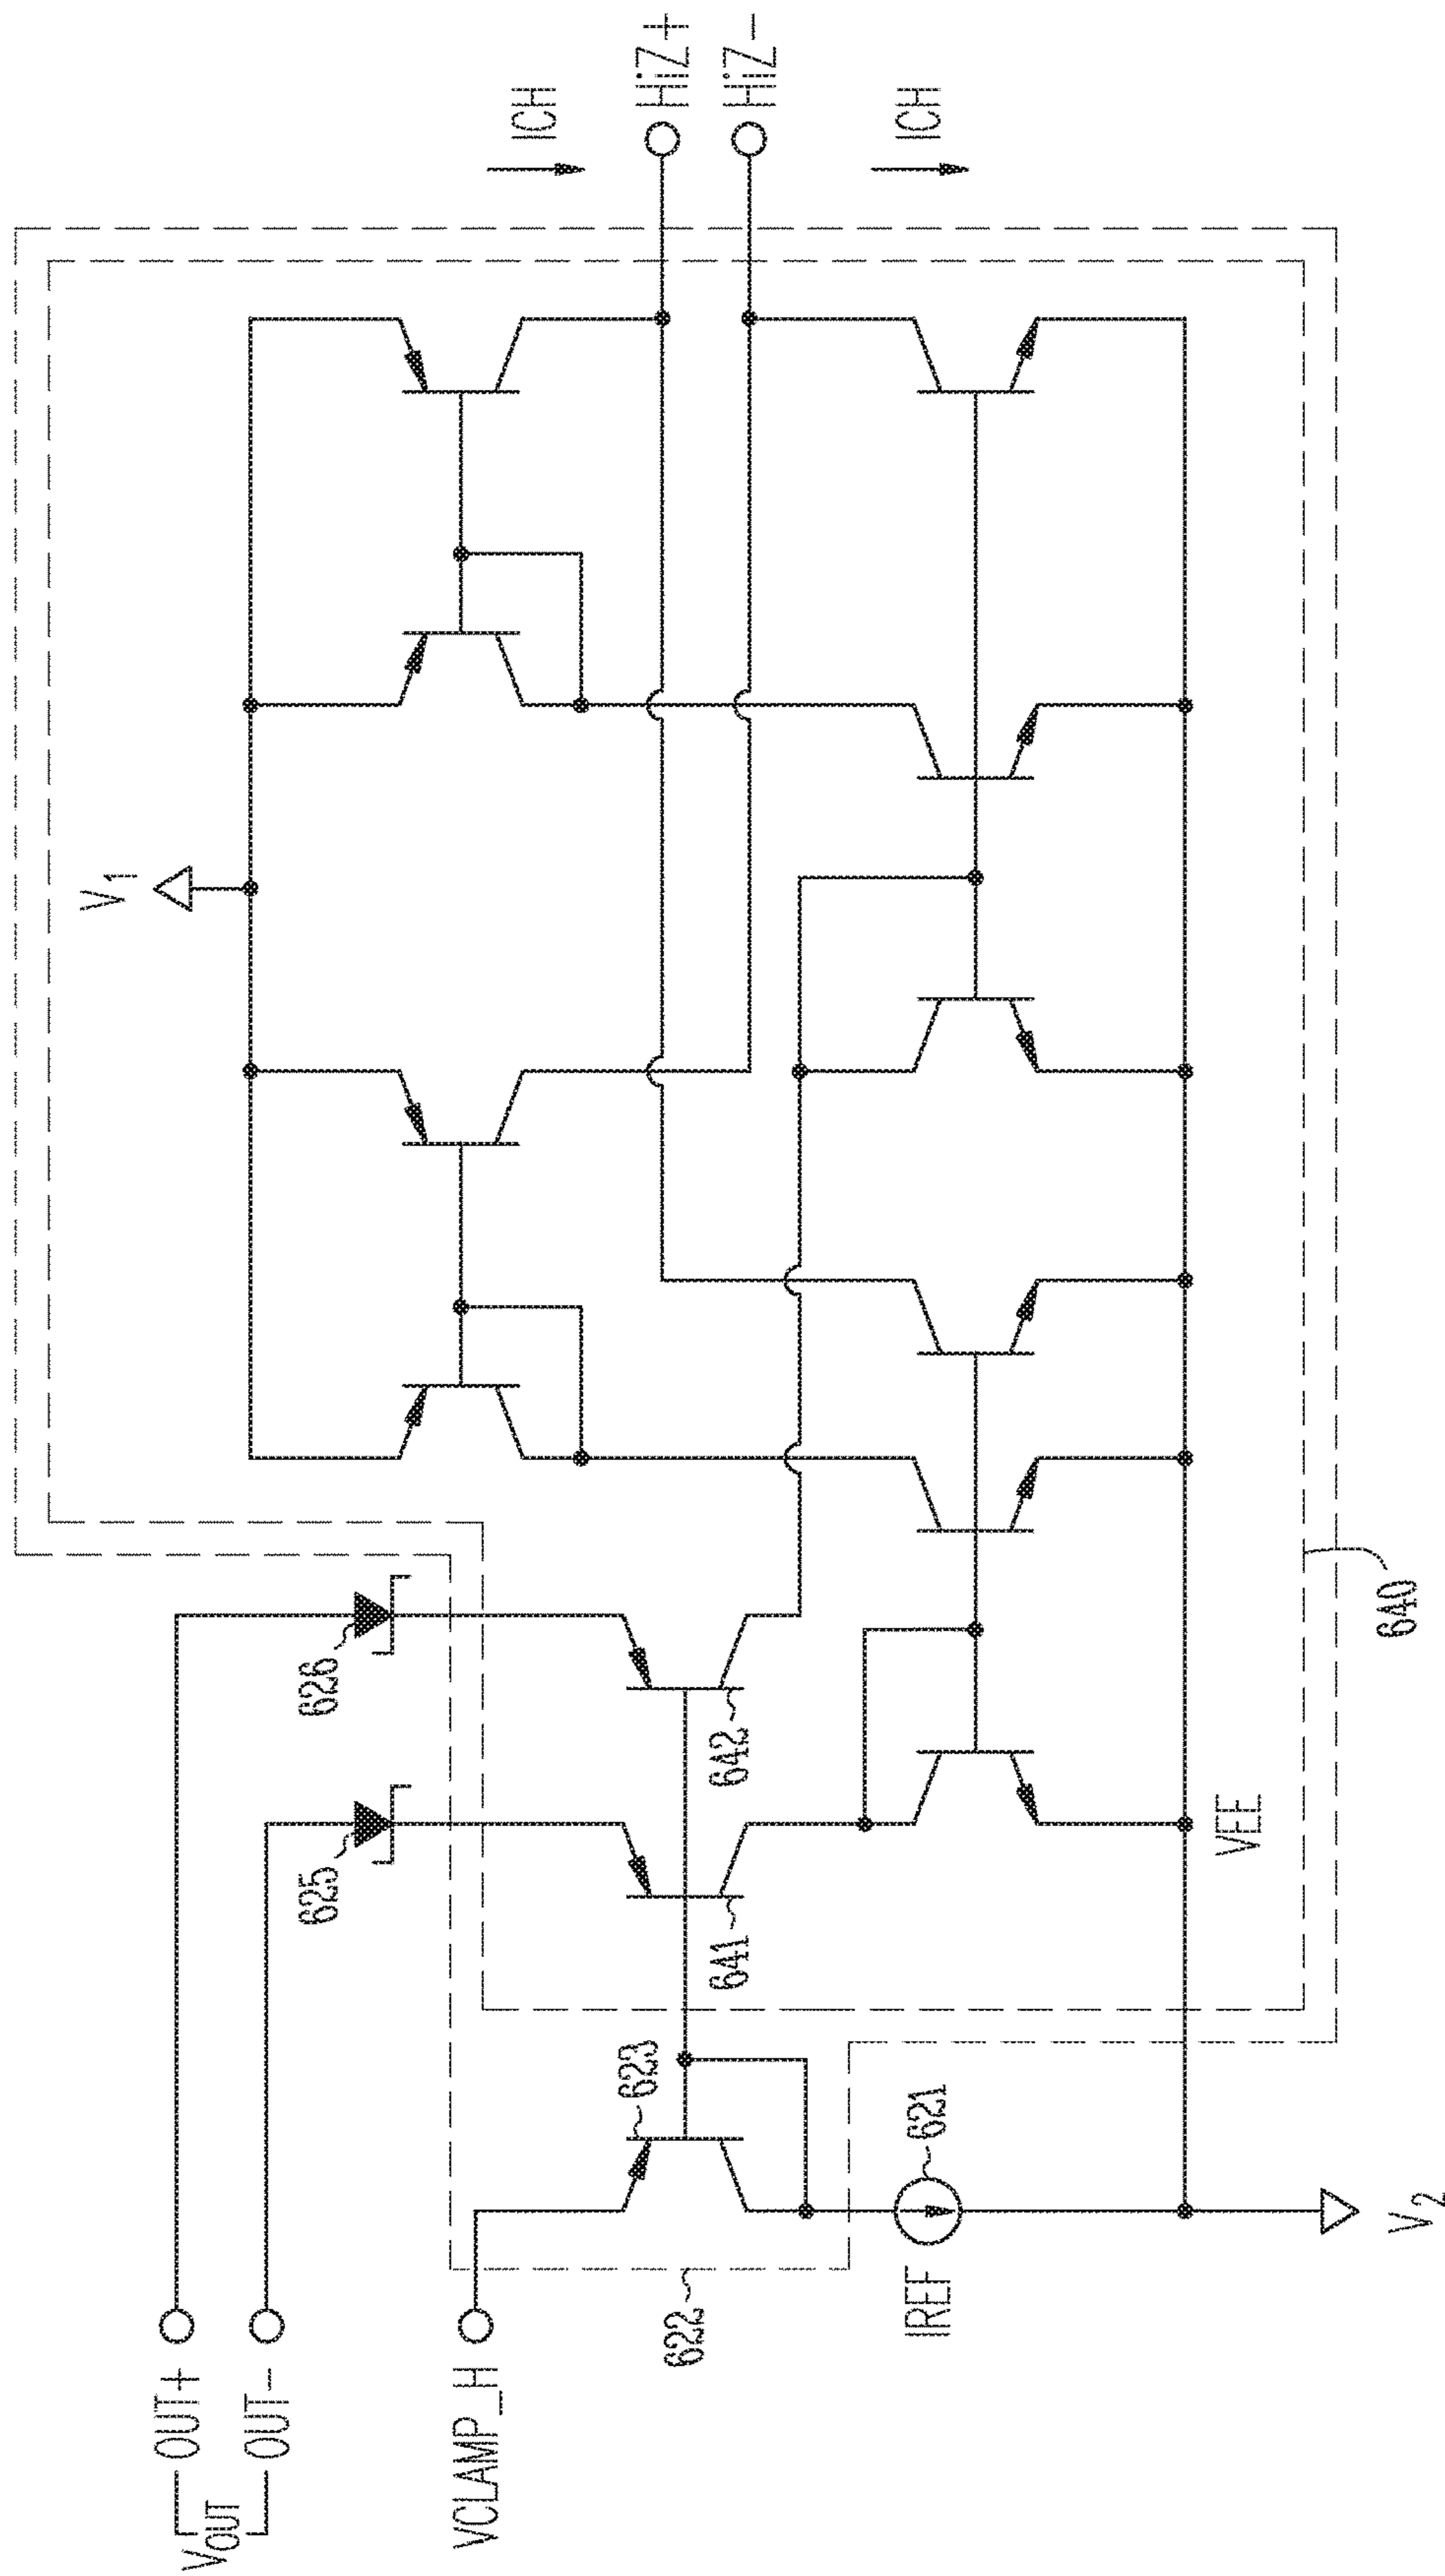 VOUT
OUT+
OUT-
VCLAMP_H
622
IREF
621
V2
623
641
642
625
626
VEE
640
V1
ICH
HiZ+
HiZ-
ICH